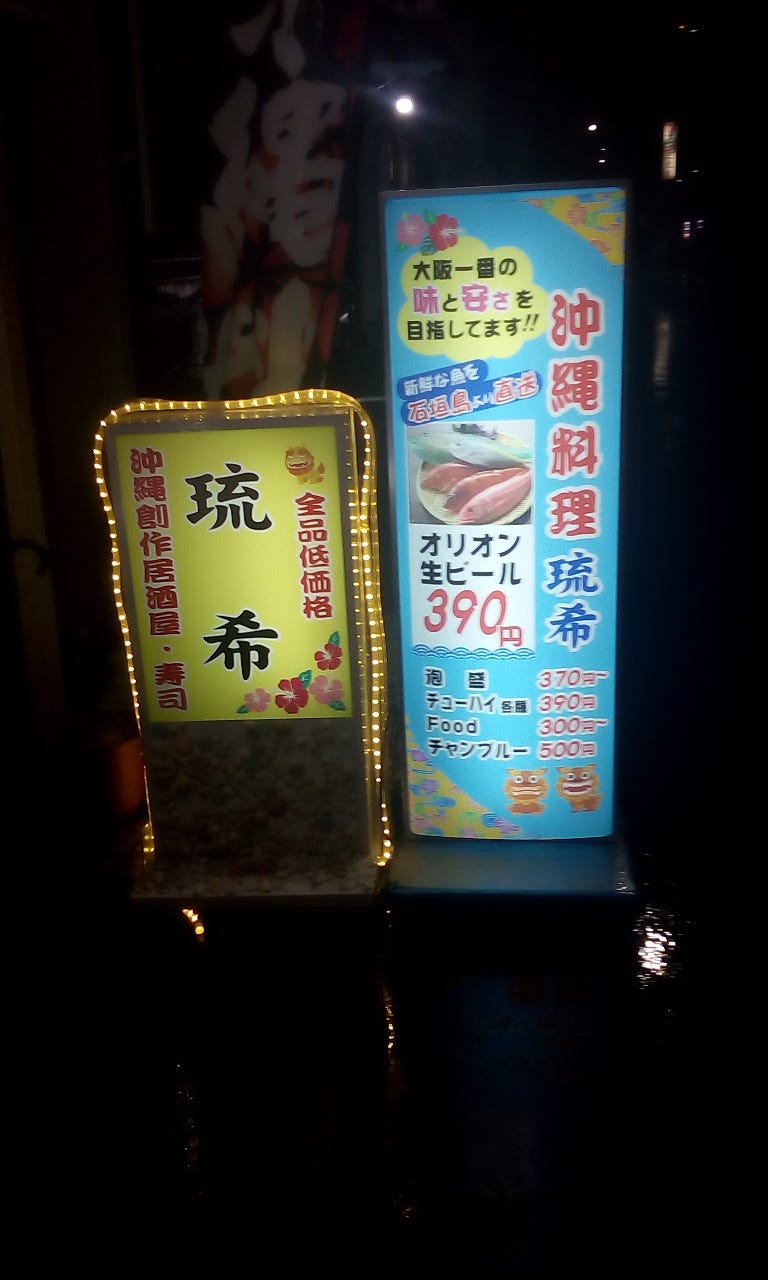 沖縄創作居酒屋・寿司
琉希
全品低価格
大阪一番の
味と安さを
目指してます!!
新鮮な魚を
石垣島より直送
沖縄料理 琉希
オリオン
生ビール
390円
泡盛 370円~
チューハイ各種 390円
Food 300円~
チャンプルー 500円